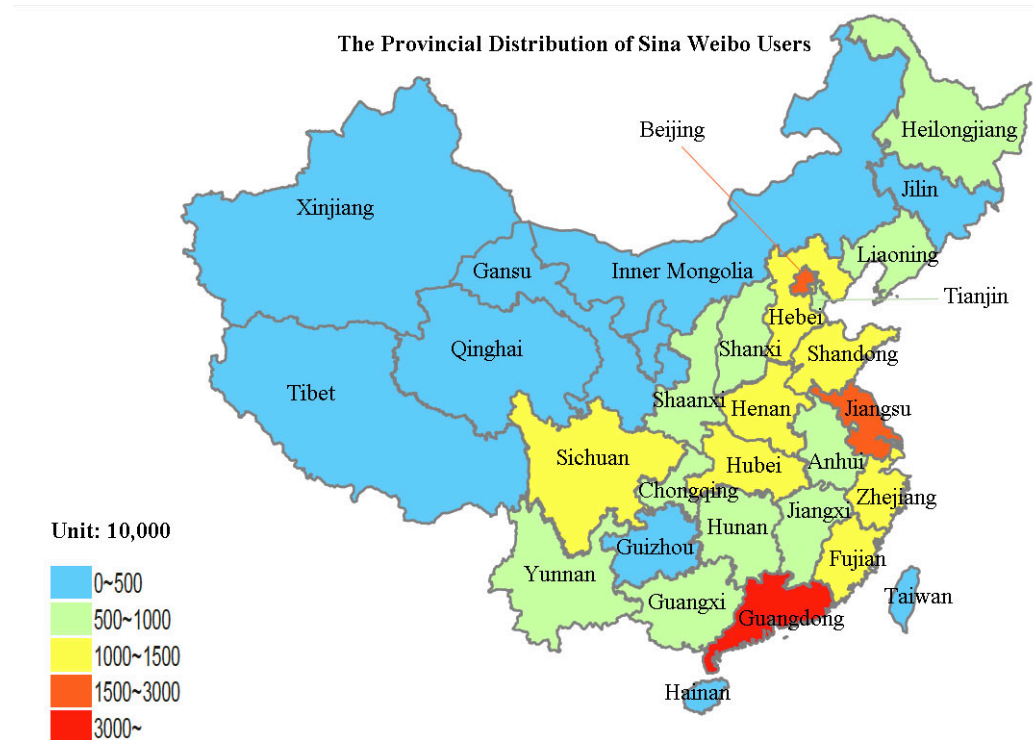 The Provincial Distribution of Sina Weibo Users
Beijing
Heilongjiang
Xinjiang
Jilin
Liaoning
Gansu
Inner Mongolia
Tianjin
Hebei
Qinghai
Shanxi
Shandong
Tibet
Shaanxi
Henan
Jiangsu
Sichuan
Hubei
Anhui
Chongqing
Zhejiang
Jiangxi
Hunan
Unit: 10,000
Guizhou
Fujian
Yunnan
0~500
Guangxi
Taiwan
500~1000
Guangdong
1000~1500
Hainan
1500~3000
3000~